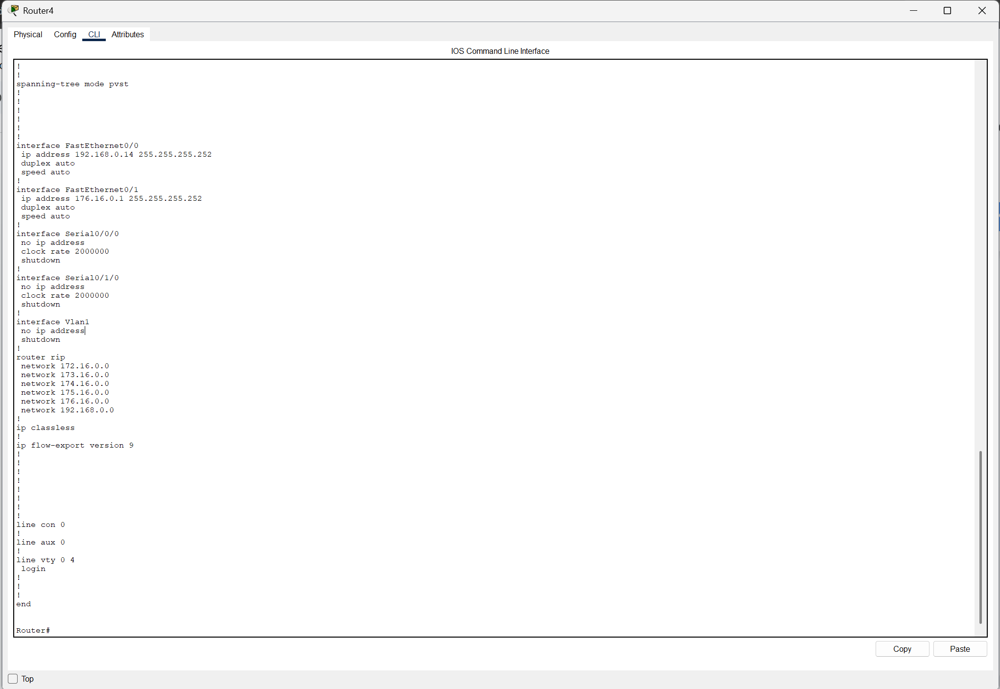 Router4
Physical Config CLI Attributes
IOS Command Line Interface
!
!
spanning-tree mode pvst
!
!
!
!
!
!
interface FastEthernet0/0
ip address 192.168.0.14 255.255.255.252
duplex auto
speed auto
!
interface FastEthernet0/1
ip address 176.16.0.1 255.255.255.252
duplex auto
speed auto
!
interface Serial0/0/0
no ip address
clock rate 2000000
shutdown
!
interface Serial0/1/0
no ip address
clock rate 2000000
shutdown
!
interface Vlan1
no ip address
shutdown
!
router rip
network 172.16.0.0
network 173.16.0.0
network 174.16.0.0
network 175.16.0.0
network 176.16.0.0
network 192.168.0.0
!
ip classless
!
ip flow-export version 9
!
!
!
!
!
!
!
!
line con 0
!
line aux 0
!
line vty 0 4
login
!
!
!
end
Router#
Copy Paste
Top